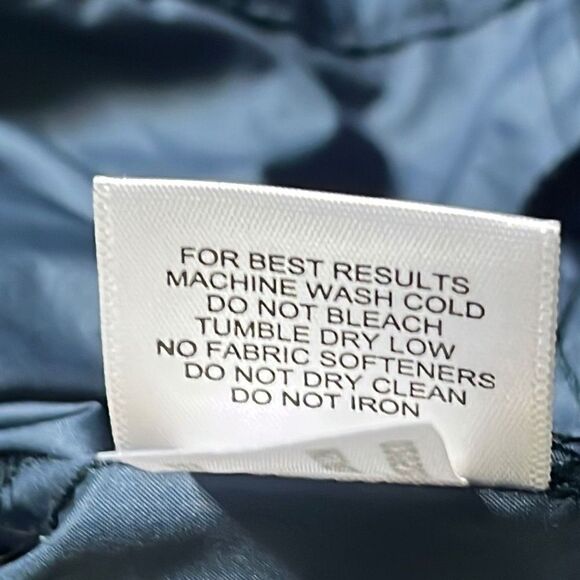 FOR BEST RESULTS
MACHINE WASH COLD
DO NOT BLEACH
TUMBLE DRY LOW
NO FABRIC SOFTENERS
DO NOT DRY CLEAN
DO NOT IRON